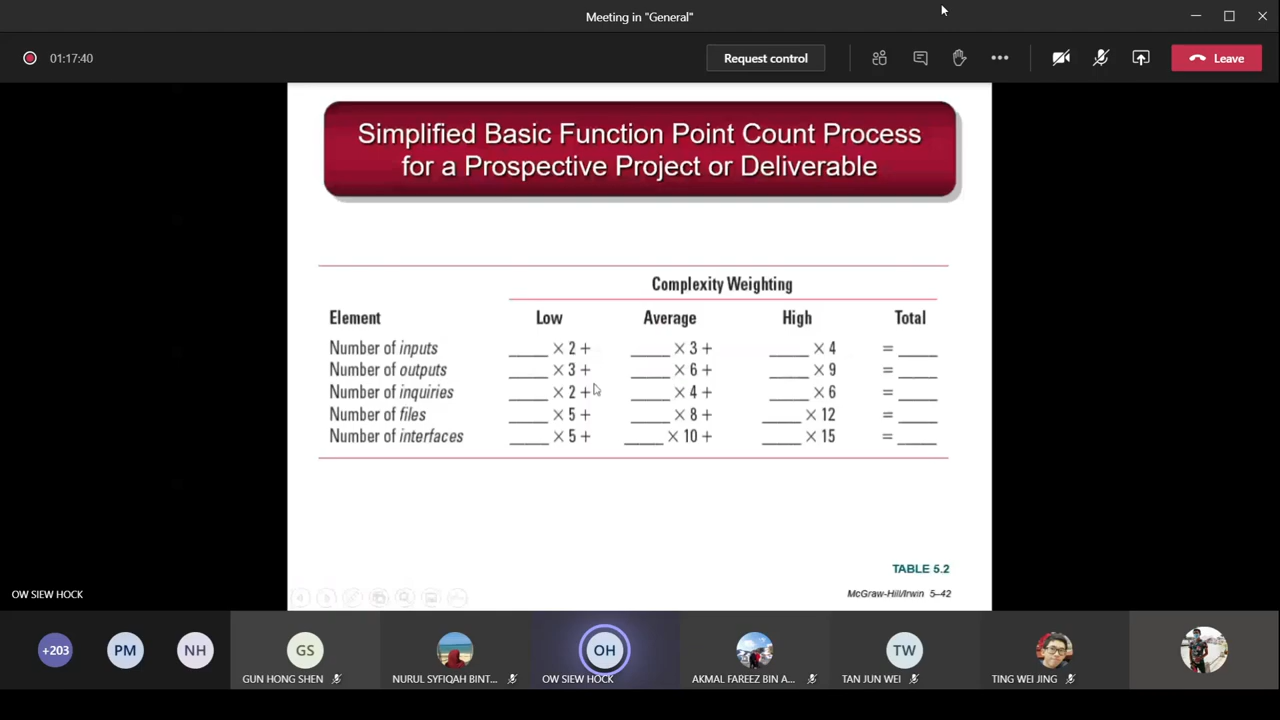 Meeting in "General"
01:17:40
Request control
Leave
Simplified Basic Function Point Count Process
for a Prospective Project or Deliverable
Complexity Weighting
Element Low Average High Total
Number of inputs ____ × 2 + ____ × 3 + ____ × 4 = ____
Number of outputs ____ × 3 + ____ × 6 + ____ × 9 = ____
Number of inquiries ____ × 2 + ____ × 4 + ____ × 6 = ____
Number of files ____ × 5 + ____ × 8 + ____ × 12 = ____
Number of interfaces ____ × 5 + ____ × 10 + ____ × 15 = ____
TABLE 5.2
McGraw-Hill/Irwin 5–42
OW SIEW HOCK
+203 PM NH GS OH TW
GUN HONG SHEN NURUL SYFIQAH BINT... OW SIEW HOCK AKMAL FAREEZ BIN A... TAN JUN WEI TING WEI JING